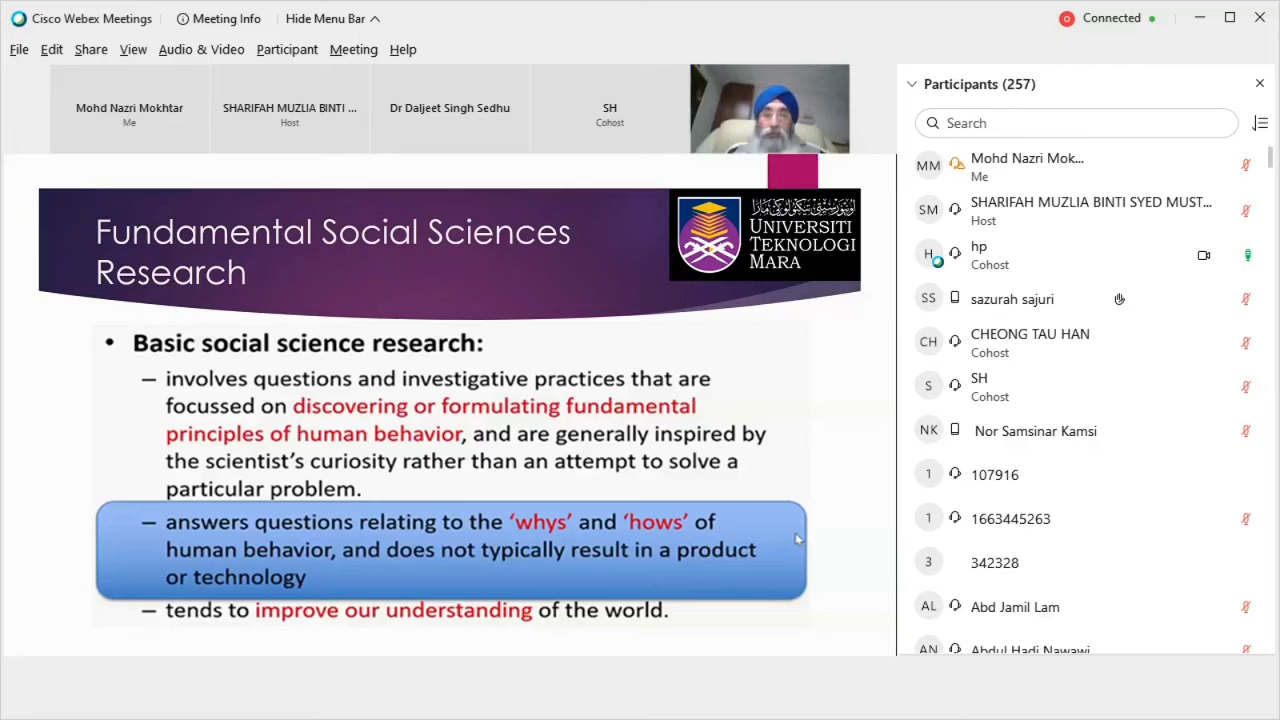 Cisco Webex Meetings
Meeting Info
Hide Menu Bar
Connected
File Edit Share View Audio & Video Participant Meeting Help
Mohd Nazri Mokhtar
Me
SHARIFAH MUZLIA BINTI ...
Host
Dr Daljeet Singh Sedhu
SH
Cohost
Fundamental Social Sciences
Research
UNIVERSITI
TEKNOLOGI
MARA
• Basic social science research:
– involves questions and investigative practices that are
focussed on discovering or formulating fundamental
principles of human behavior, and are generally inspired by
the scientist's curiosity rather than an attempt to solve a
particular problem.
– answers questions relating to the 'whys' and 'hows' of
human behavior, and does not typically result in a product
or technology
– tends to improve our understanding of the world.
Participants (257)
Search
MM Mohd Nazri Mok...
Me
SM SHARIFAH MUZLIA BINTI SYED MUST...
Host
H hp
Cohost
SS sazurah sajuri
CH CHEONG TAU HAN
Cohost
S SH
Cohost
NK Nor Samsinar Kamsi
1 107916
1 1663445263
3 342328
AL Abd Jamil Lam
AN Abdul Hadi Nawawi